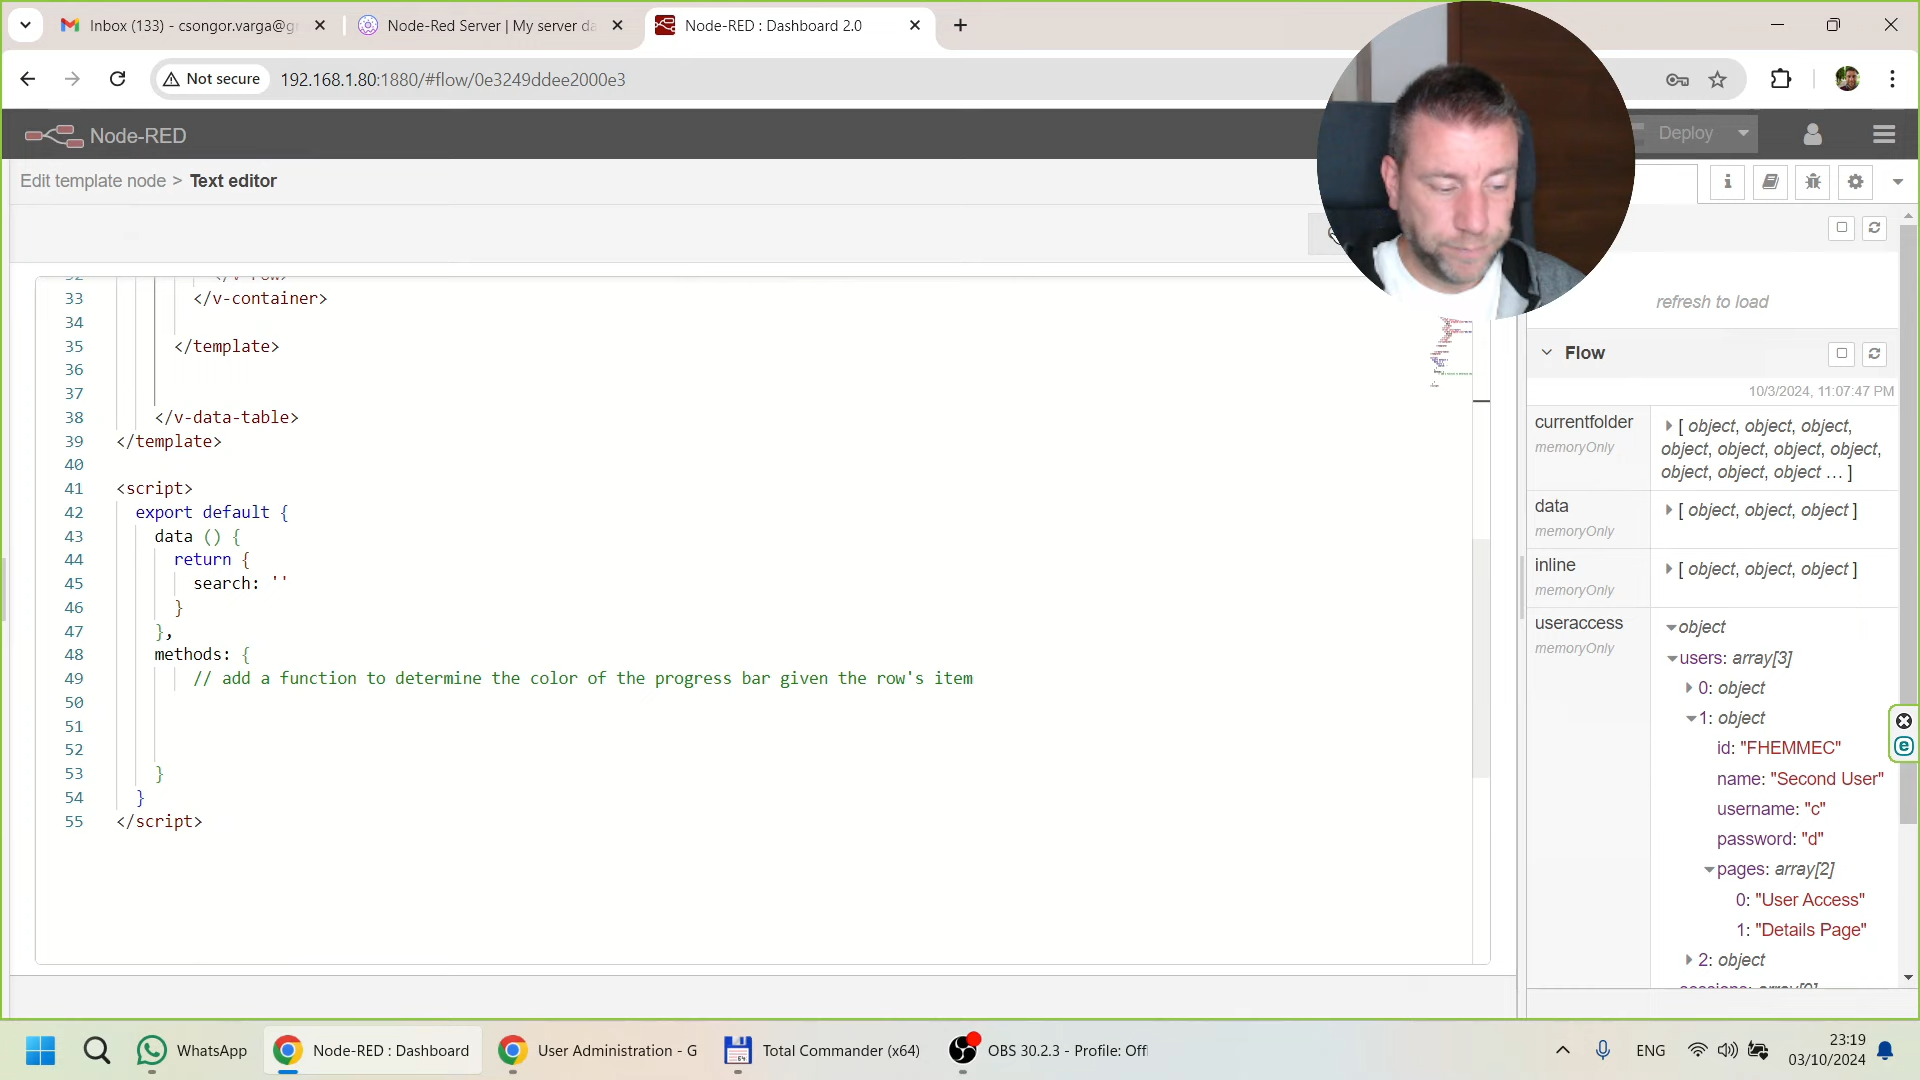 Inbox (133) - csongor.varga@g
Node-Red Server | My server da
Node-RED : Dashboard 2.0
Not secure
192.168.1.80:1880/#flow/0e3249ddee2000e3
Node-RED
Deploy
Edit template node > Text editor
32 </v-row>
33 </v-container>
34
35 </template>
36
37
38 </v-data-table>
39 </template>
40
41 <script>
42 export default {
43 data () {
44 return {
45 search: ''
46 }
47 },
48 methods: {
49 // add a function to determine the color of the progress bar given the row's item
50
51
52
53 }
54 }
55 </script>
refresh to load
Flow
10/3/2024, 11:07:47 PM
currentfolder
memoryOnly
[ object, object, object,
object, object, object, object,
object, object, object … ]
data
memoryOnly
[ object, object, object ]
inline
memoryOnly
[ object, object, object ]
useraccess
memoryOnly
object
users: array[3]
0: object
1: object
id: "FHEMMEC"
name: "Second User"
username: "c"
password: "d"
pages: array[2]
0: "User Access"
1: "Details Page"
2: object
WhatsApp
Node-RED : Dashboard
User Administration - G
Total Commander (x64)
OBS 30.2.3 - Profile: Off
ENG
23:19
03/10/2024